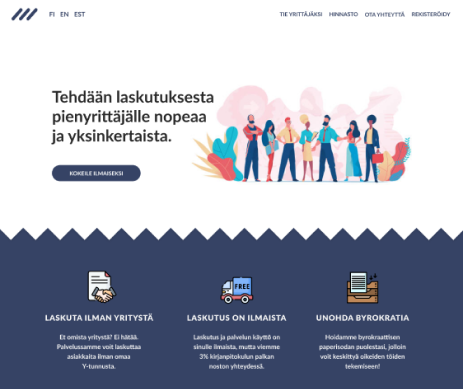 FI EN EST
TIE YRITTÄJÄKSI HINNASTO OTA YHTEYTTÄ REKISTERÖIDY
Tehdään laskutuksesta
pienyrittäjälle nopeaa
ja yksinkertaista.
KOKEILE ILMAISEKSI
FREE
LASKUTA ILMAN YRITYSTÄ
Et omista yritystä? Ei hätää.
Palvelussamme voit laskuttaa
asiakkaita ilman omaa
Y-tunnusta.
LASKUTUS ON ILMAISTA
Laskutus ja palvelun käyttö on
sinulle ilmaista, mutta viemme
3% kirjanpitokulun palkan
noston yhteydessä.
UNOHDA BYROKRATIA
Hoidamme byrokraattisen
paperisodan puolestasi, jolloin
voit keskittyä oikeiden töiden
tekemiseen!